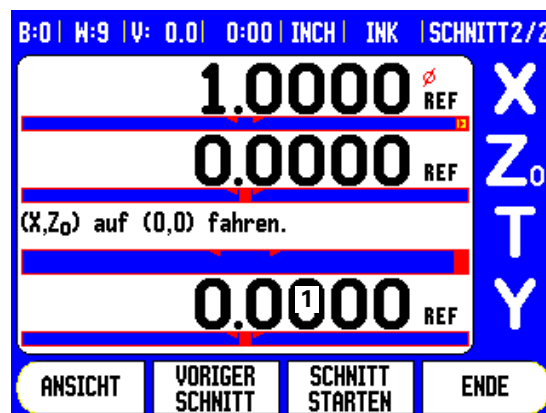 B:0 | W:9 | V: 0.0 | 0:00 | INCH | INK | SCHNITT2/2
1.0000 Ø REF X
0.0000 REF Z0
(X,Z0) auf (0,0) fahren.
T
0.0000 REF Y
1
ANSICHT VORIGER SCHNITT SCHNITT STARTEN ENDE